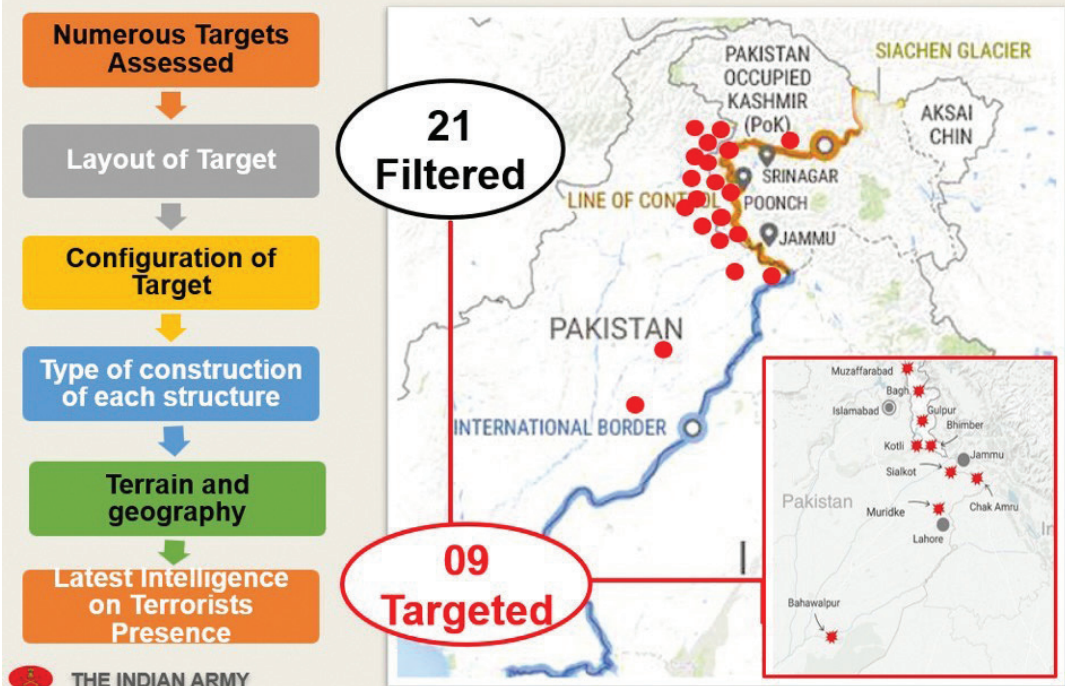 Numerous Targets
Assessed
Layout of Target
Configuration of
Target
Type of construction
of each structure
Terrain and
geography
Latest Intelligence
on Terrorists
Presence
THE INDIAN ARMY
21
Filtered
09
Targeted
PAKISTAN
OCCUPIED
KASHMIR
(PoK)
SIACHEN GLACIER
AKSAI
CHIN
SRINAGAR
LINE OF CONTROL
POONCH
JAMMU
PAKISTAN
INTERNATIONAL BORDER
I
Muzaffarabad
Bagh
Islamabad
Gulpur
Bhimber
Kotli
Jammu
Sialkot
Pakistan
Chak Amru
Muridke
In
Lahore
Bahawalpur